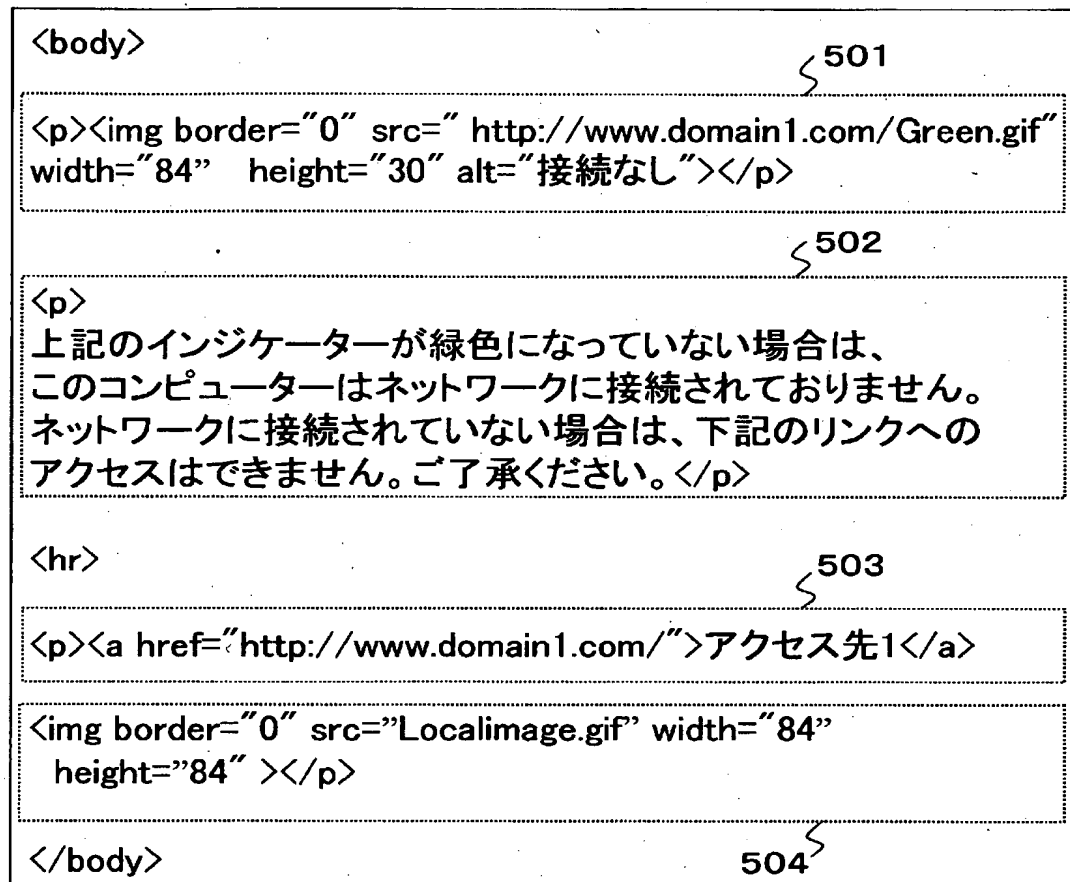 <body>
501
<p><img border="0" src=" http://www.domain1.com/Green.gif"
width="84”  height="30" alt="接続なし"></p>
502
<p>
上記のインジケーターが緑色になっていない場合は、
このコンピューターはネットワークに接続されておりません。
ネットワークに接続されていない場合は、下記のリンクへの
アクセスはできません。ご了承ください。</p>
<hr>
503
<p><a href="http://www.domain1.com/">アクセス先1</a>
<img border="0" src=”Localimage.gif” width="84”
height=”84" ></p>
504
</body>